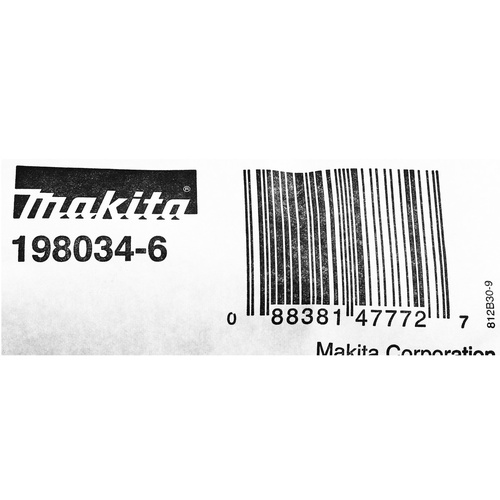 makita®
198034-6
0 88381 47772 7
812B30-9
Makita Corporation